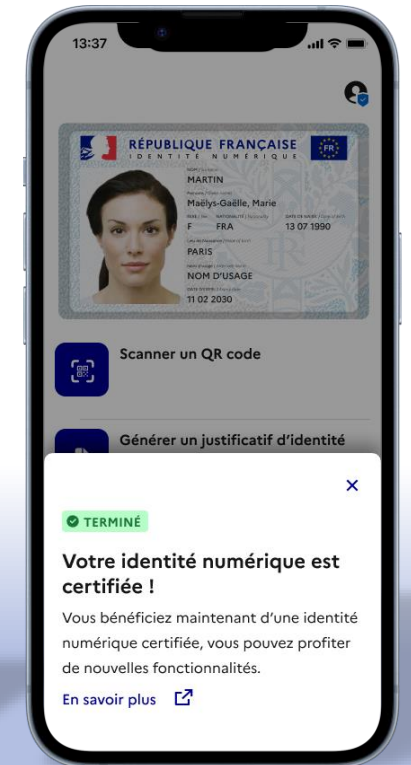 13:37
RÉPUBLIQUE FRANÇAISE
FR
IDENTITÉ NUMÉRIQUE
MARTIN
Maëlys-Gaëlle, Marie
F FRA 13 07 1990
PARIS
NOM D'USAGE
11 02 2030
Scanner un QR code
Générer un justificatif d'identité
TERMINÉ
Votre identité numérique est
certifiée !
Vous bénéficiez maintenant d'une identité
numérique certifiée, vous pouvez profiter
de nouvelles fonctionnalités.
En savoir plus